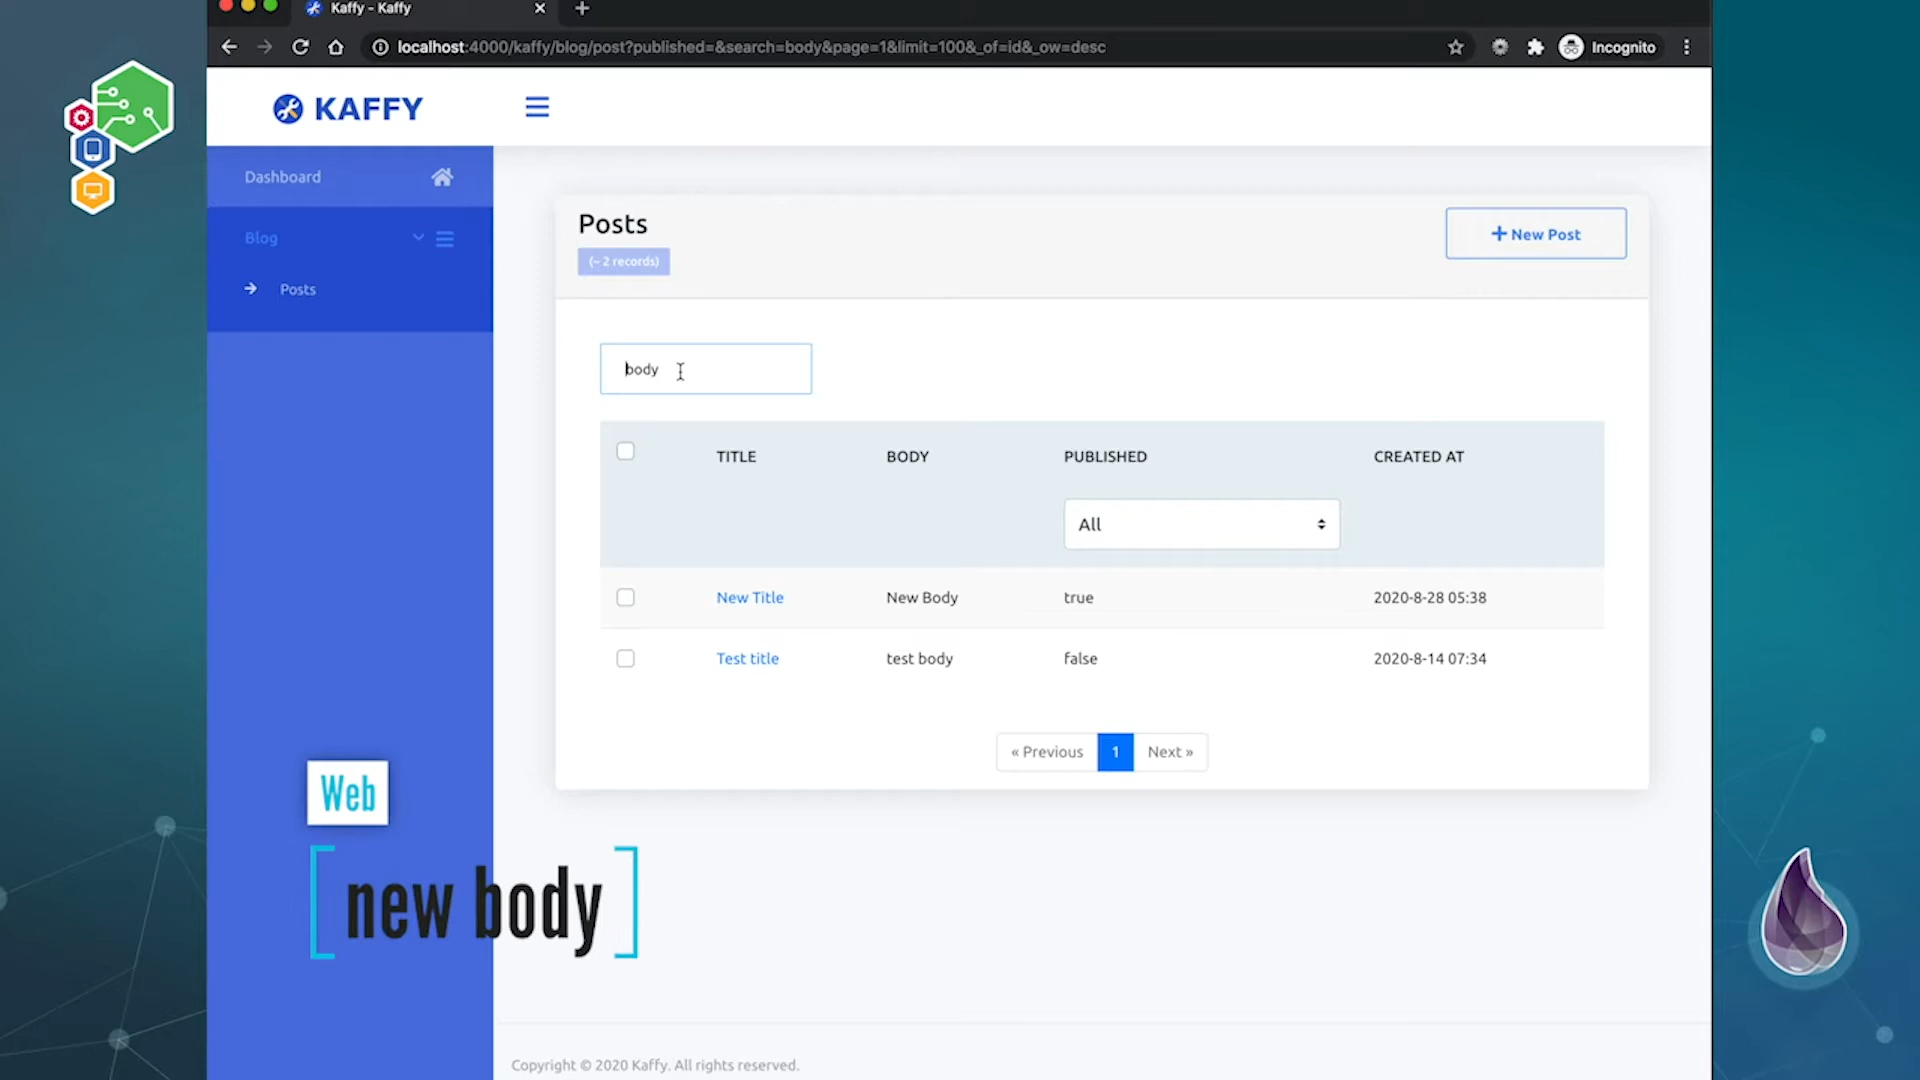 Kaffy - Kaffy
localhost:4000/kaffy/blog/post?published=&search=body&page=1&limit=100&_of=id&_ow=desc
Incognito
KAFFY
Dashboard
Blog
Posts
Posts
(~ 2 records)
+ New Post
body
TITLE BODY PUBLISHED CREATED AT
All
New Title New Body true 2020-8-28 05:38
Test title test body false 2020-8-14 07:34
« Previous 1 Next »
Web
[new body]
Copyright © 2020 Kaffy. All rights reserved.